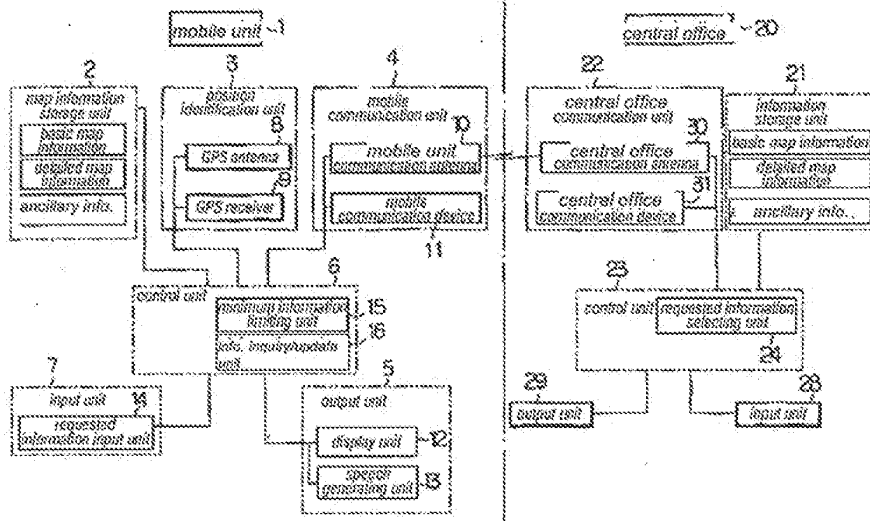 mobile unit
1
central office
20
2
3
4
22
21
map information
storage unit
basic map
information
detailed map
information
ancillary info.
position
identification unit
8
GPS antenna
9
GPS receiver
mobile
communication unit
10
mobile unit
communication antenna
mobile
communication device
11
central office
communication unit
30
central office
communication antenna
31
central office
communication device
information
storage unit
basic map information
detailed map
information
ancillary info..
6
control unit
minimum information
limiting unit
15
info. inquiry/update
unit
16
control unit
requested information
selecting unit
24
7
input unit
14
requested
information input unit
5
output unit
display unit
12
speech
generating unit
13
29
output unit
28
input unit